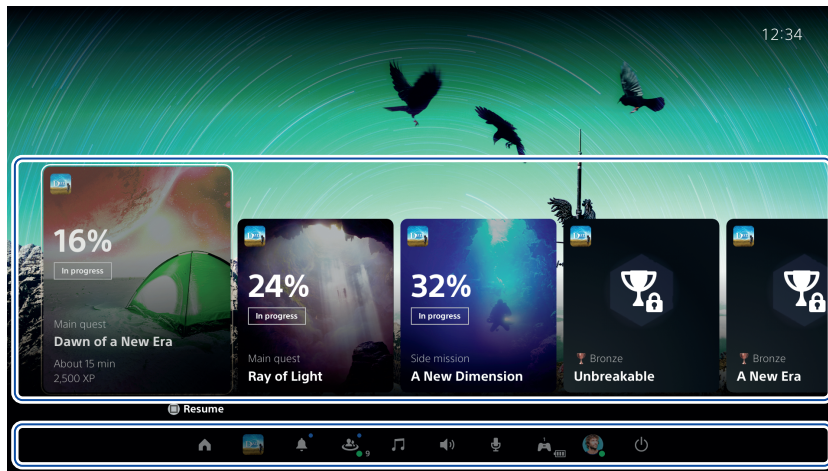 12:34
16%
In progress
Main quest
Dawn of a New Era
About 15 min
2,500 XP
24%
In progress
Main quest
Ray of Light
32%
In progress
Side mission
A New Dimension
Bronze
Unbreakable
Bronze
A New Era
Resume
9